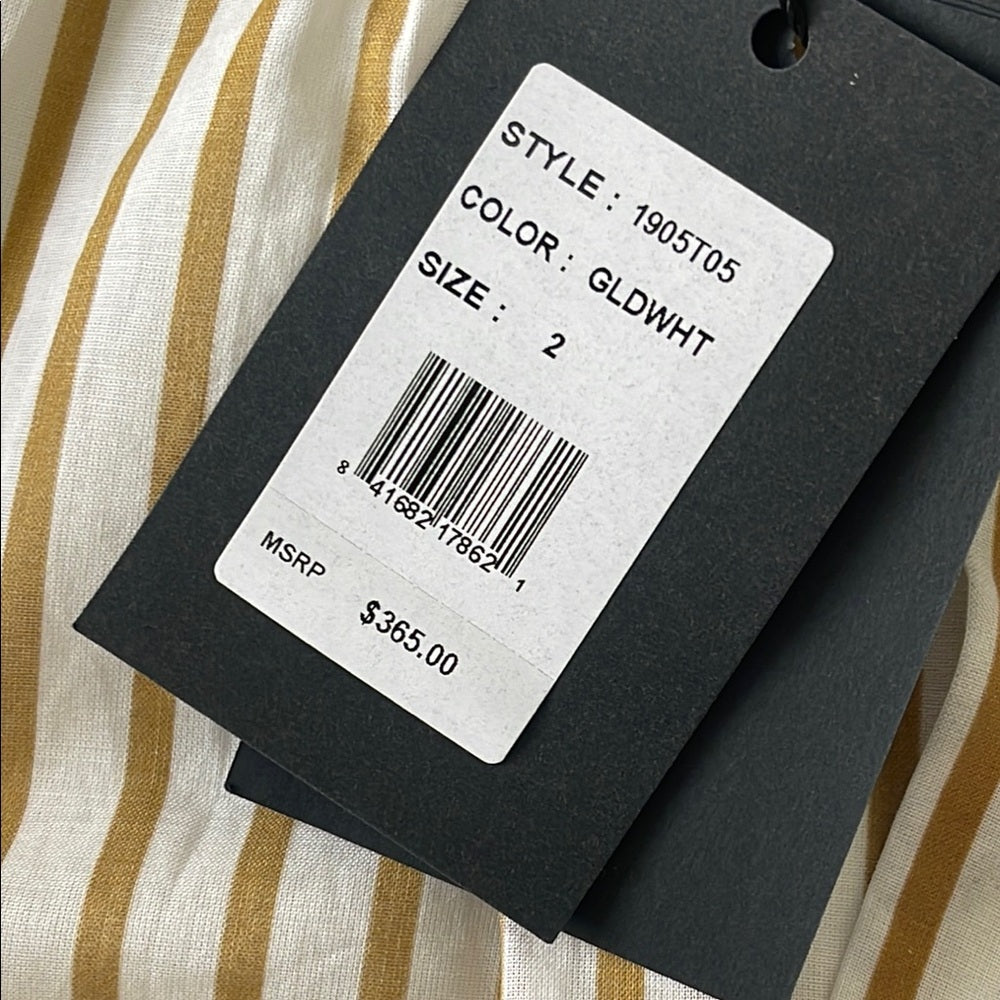 STYLE : 1905T05
COLOR : GLDWHT
SIZE : 2
8 41682 17862 1
MSRP
$365.00